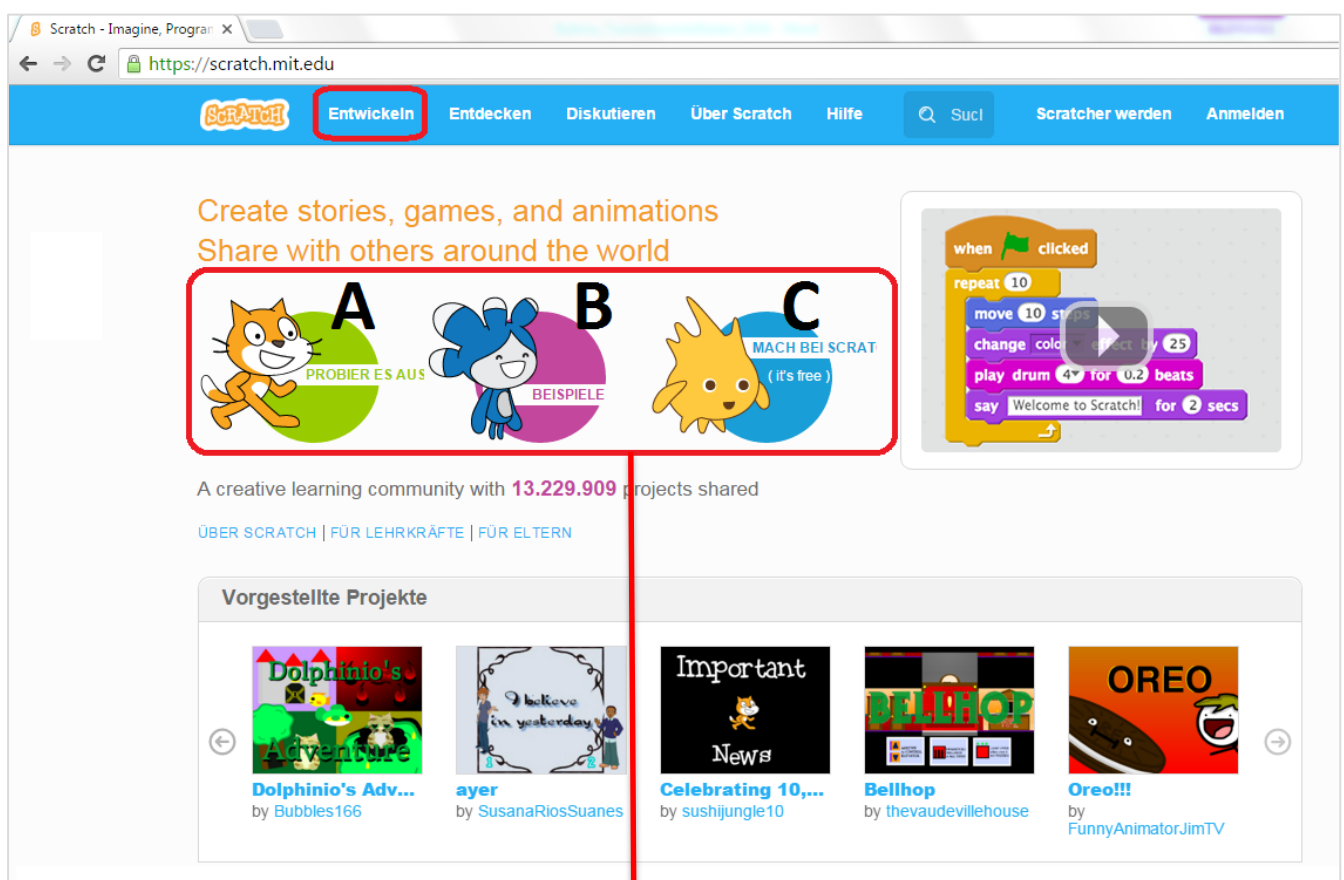 Scratch - Imagine, Progran
https://scratch.mit.edu
SCRATCH Entwickeln Entdecken Diskutieren Über Scratch Hilfe Sucl Scratcher werden Anmelden
Create stories, games, and animations
Share with others around the world
A B C
PROBIER ES AUS
BEISPIELE
MACH BEI SCRAT
( it's free )
when clicked
repeat 10
move 10 steps
change color effect by 25
play drum 4 for 0.2 beats
say Welcome to Scratch! for 2 secs
A creative learning community with 13.229.909 projects shared
ÜBER SCRATCH | FÜR LEHRKRÄFTE | FÜR ELTERN
Vorgestellte Projekte
Dolphinio's
Adventure
I believe
in yesterday
1 2
Important
News
BELLHOP
OREO
Dolphinio's Adv...
by Bubbles166
ayer
by SusanaRiosSuanes
Celebrating 10,...
by sushijungle10
Bellhop
by thevaudevillehouse
Oreo!!!
by
FunnyAnimatorJimTV